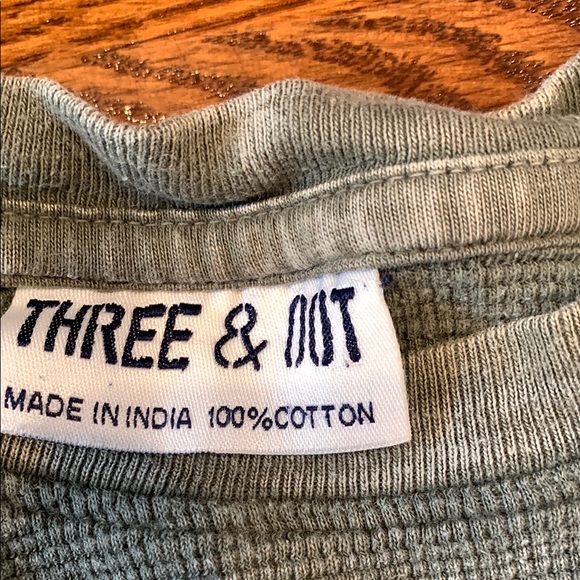 THREE & OUT
MADE IN INDIA 100%COTTON